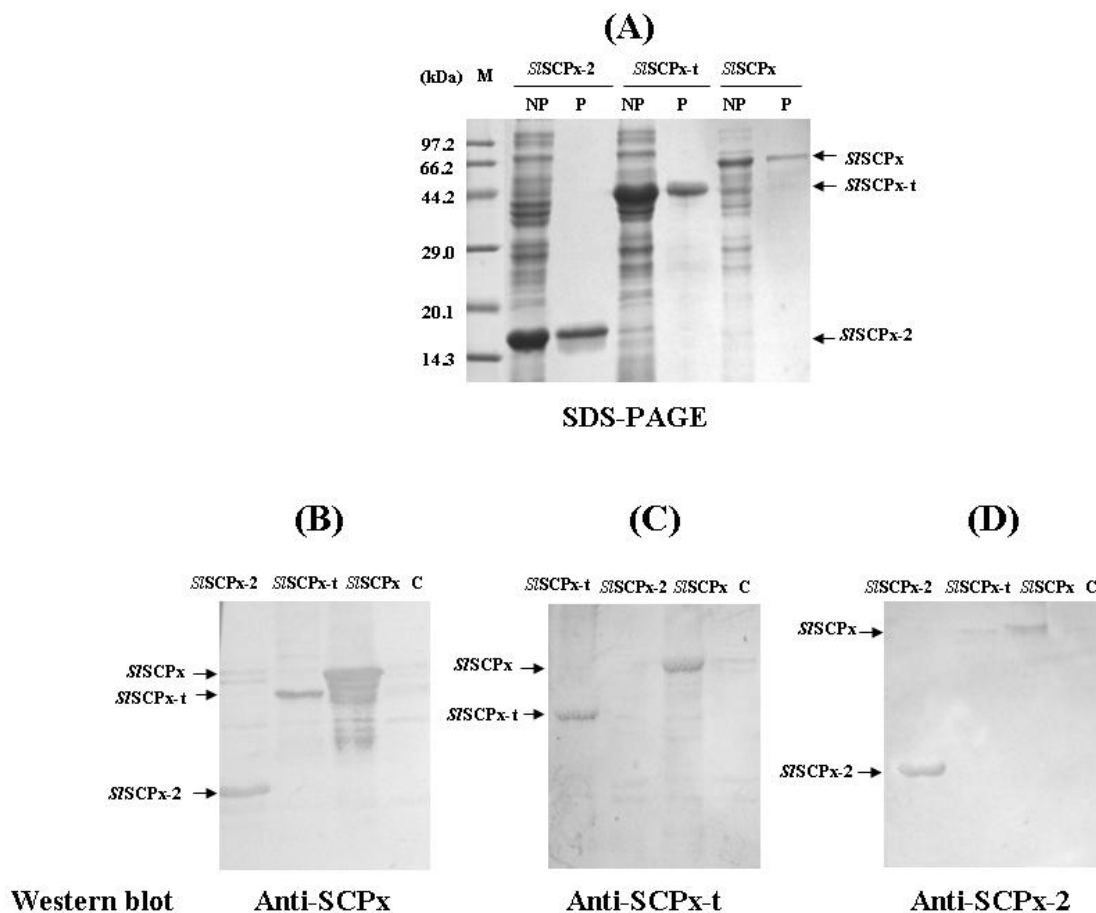 (A)
(kDa) M SlSCPx-2 SlSCPx-t SlSCPx
NP P NP P NP P
97.2
66.2
44.2
29.0
20.1
14.3
SlSCPx
SlSCPx-t
SlSCPx-2
SDS-PAGE
(B)
SlSCPx-2 SlSCPx-t SlSCPx C
SlSCPx
SlSCPx-t
SlSCPx-2
(C)
SlSCPx-t SlSCPx-2 SlSCPx C
SlSCPx
SlSCPx-t
(D)
SlSCPx-2 SlSCPx-t SlSCPx C
SlSCPx
SlSCPx-2
Western blot Anti-SCPx Anti-SCPx-t Anti-SCPx-2